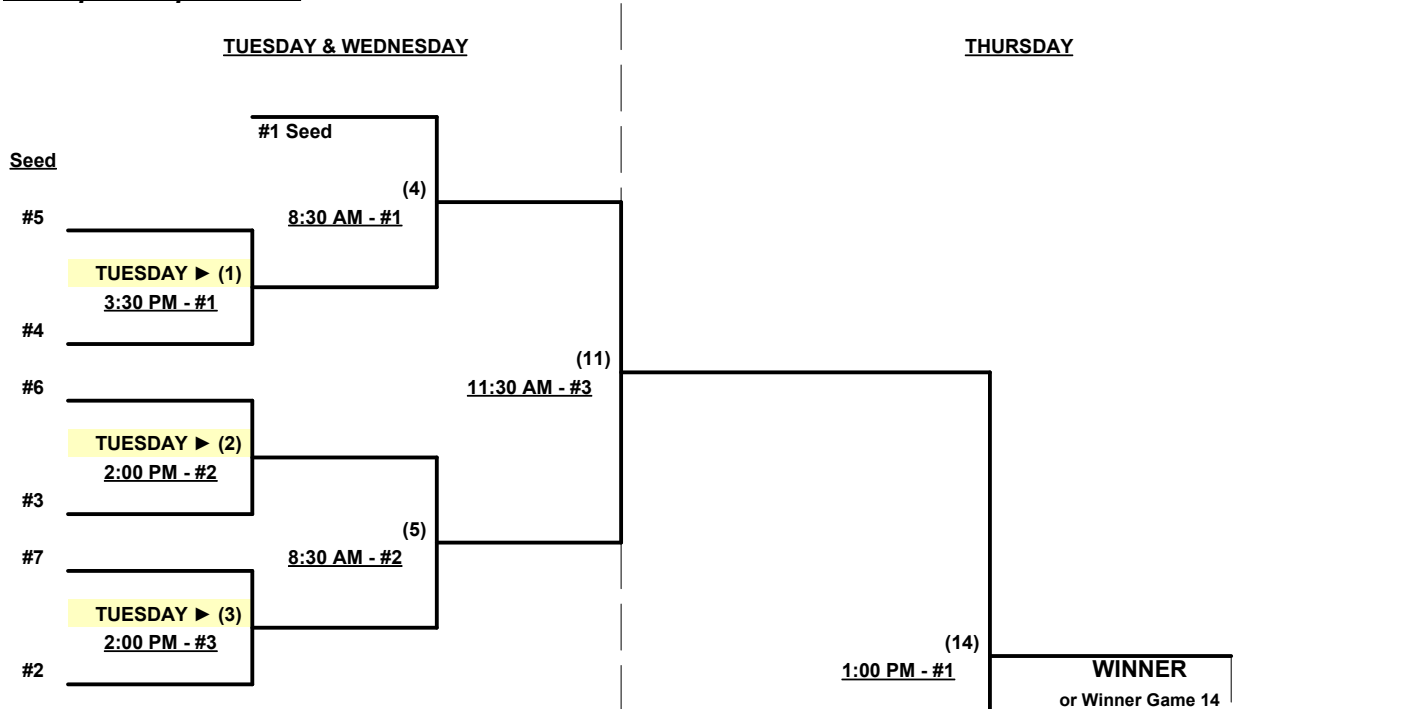 TUESDAY & WEDNESDAY
THURSDAY
#1 Seed
Seed
(4)
#5
8:30 AM - #1
TUESDAY ► (1)
3:30 PM - #1
#4
(11)
#6
11:30 AM - #3
TUESDAY ► (2)
2:00 PM - #2
#3
(5)
#7
8:30 AM - #2
TUESDAY ► (3)
2:00 PM - #3
(14)
#2
1:00 PM - #1
WINNER
or Winner Game 14